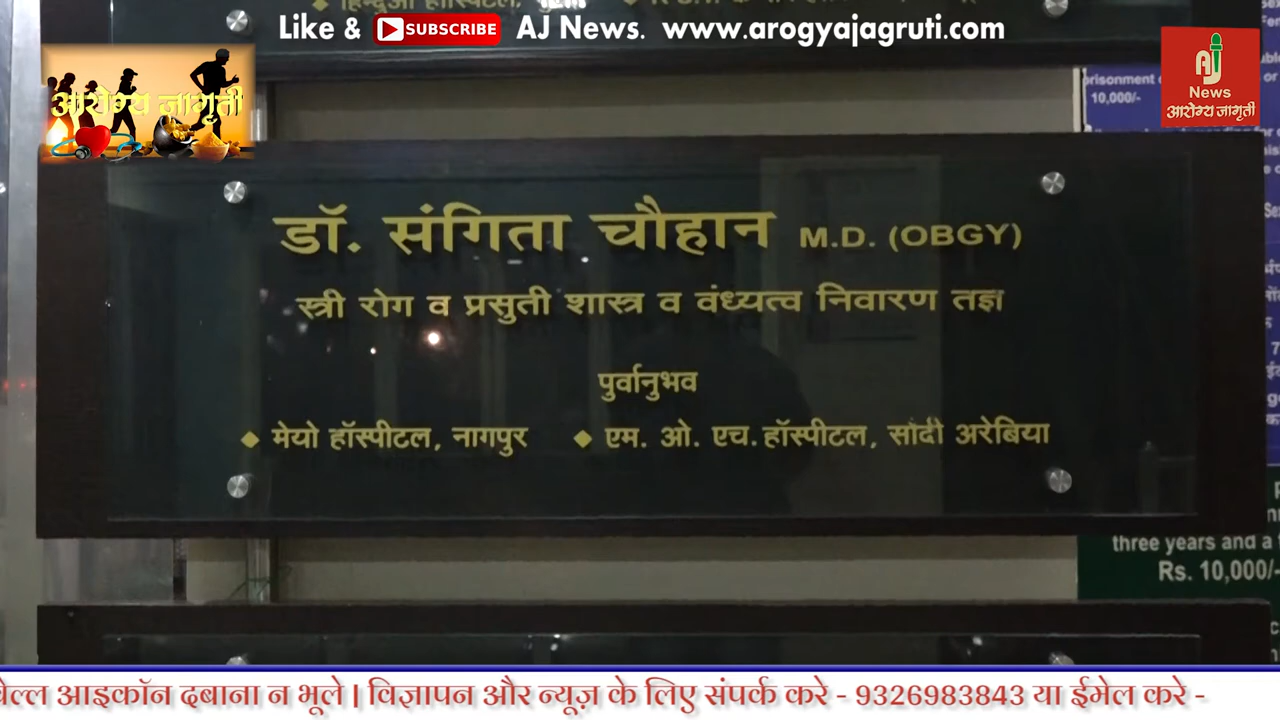 Like & SUBSCRIBE AJ News. www.arogyajagruti.com
आरोग्य जागृती
AJ
News
आरोग्य जागृती
10,000/-
डॉ. संगिता चौहान M.D. (OBGY)
स्त्री रोग व प्रसुती शास्त्र व वंध्यत्व निवारण तज्ञ
पुर्वानुभव
◆ मेयो हॉस्पीटल, नागपुर ◆ एम. ओ. एच. हॉस्पीटल, सांदी अरेबिया
three years and a
Rs. 10,000/-
आइकॉन दबाना न भूले | विज्ञापन और न्यूज़ के लिए संपर्क करे - 9326983843 या ईमेल करे -